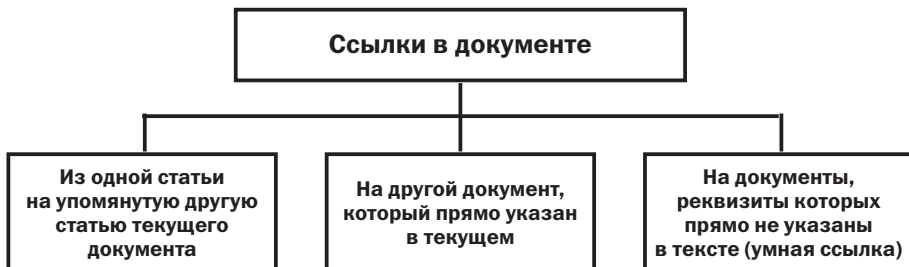 Ссылки в документе
Из одной статьи
на упомянутую другую
статью текущего
документа
На другой документ,
который прямо указан
в текущем
На документы,
реквизиты которых
прямо не указаны
в тексте (умная ссылка)